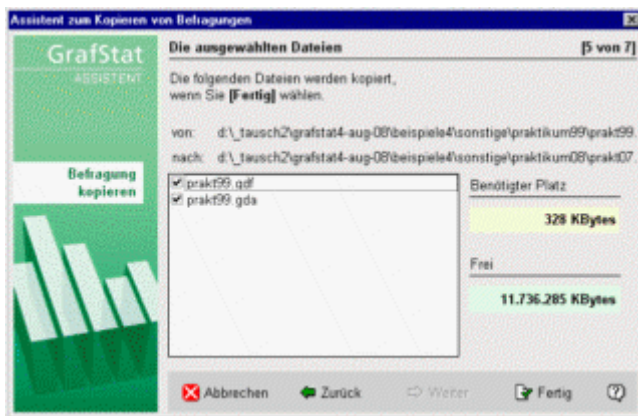 Assistent zum Kopieren von Befragungen
GrafStat
ASSISTENT
Befragung
kopieren
Die ausgewählten Dateien [5 von 7]
Die folgenden Dateien werden kopiert,
wenn Sie [Fertig] wählen.
von: d:\_tausch2\grafstat4-aug-08\beispiele4\sonstige\praktikum99\prakt99.
nach: d:\_tausch2\grafstat4-aug-08\beispiele4\sonstige\praktikum08\prakt07.
prakt99.qdf
prakt99.gda
Benötigter Platz
328 KBytes
Frei
11.736.285 KBytes
Abbrechen Zurück Weiter Fertig